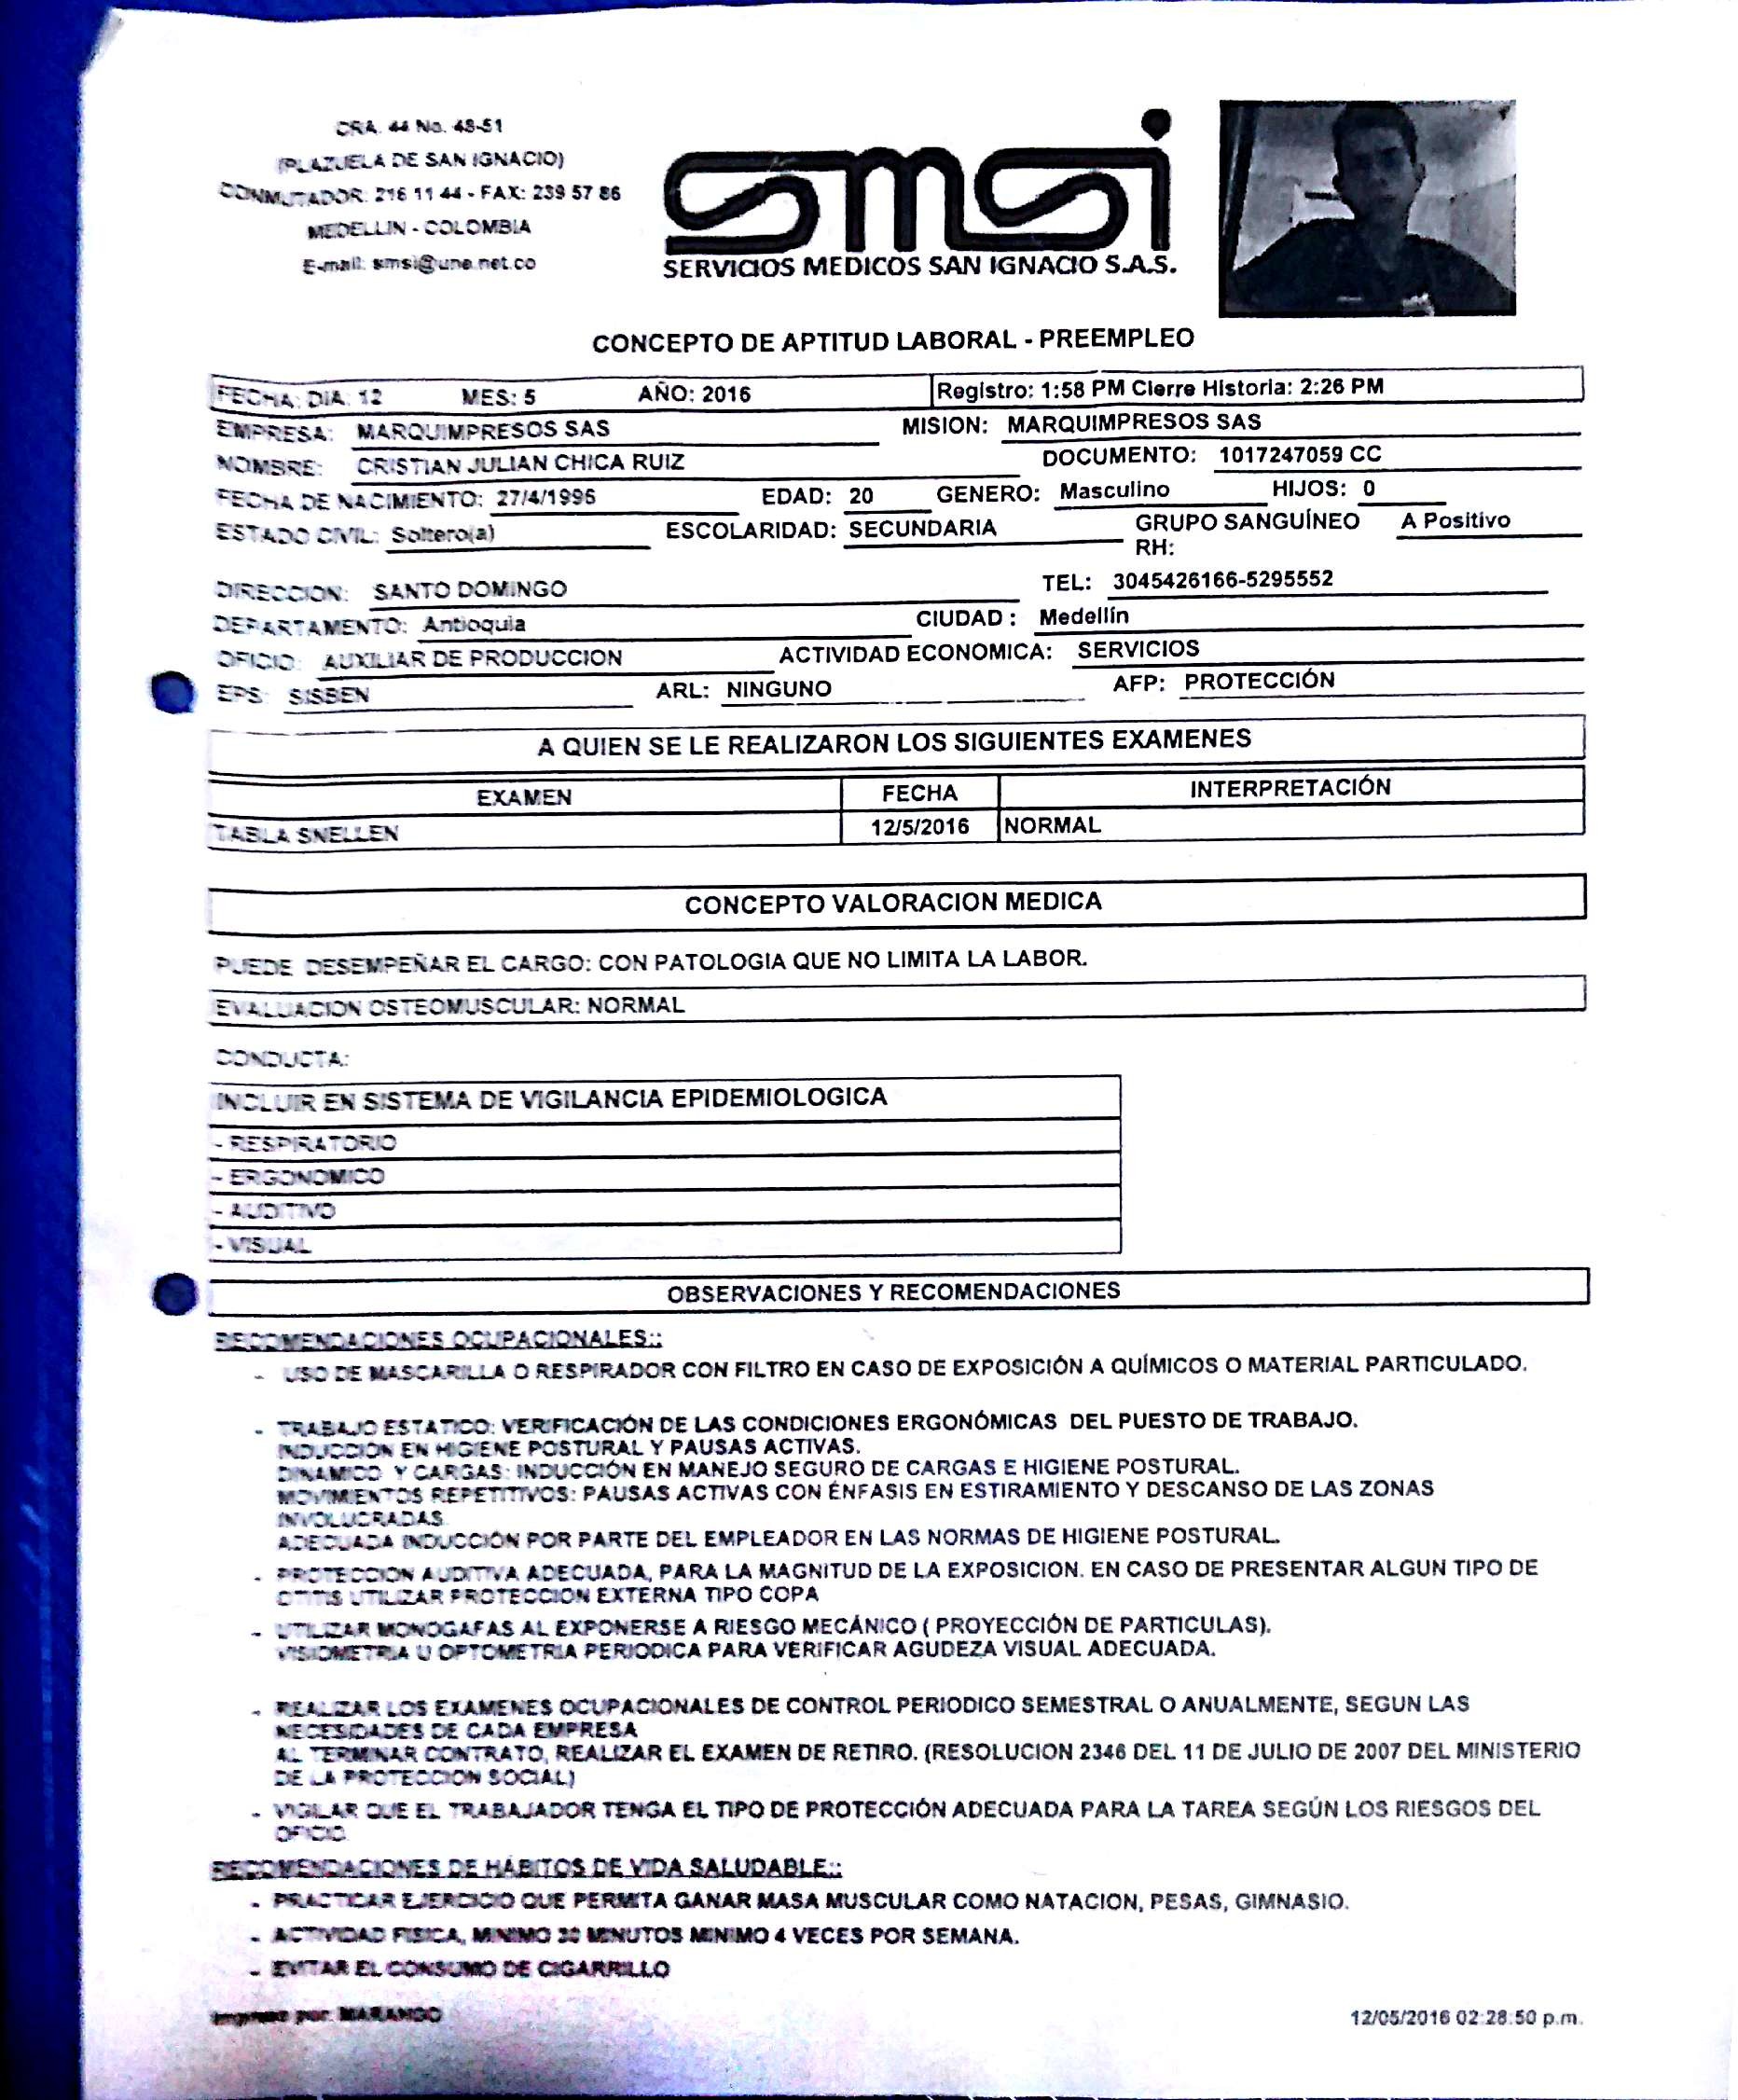 CRA. 44 No. 48-51
(PLAZUELA DE SAN IGNACIO)
CONMUTADOR: 216 11 44 - FAX: 239 57 86
MEDELLIN - COLOMBIA
E-mail: smsi@une.net.co
smsi
SERVICIOS MEDICOS SAN IGNACIO S.A.S.
CONCEPTO DE APTITUD LABORAL - PREEMPLEO
FECHA: DIA: 12 MES: 5 AÑO: 2016 Registro: 1:58 PM Cierre Historia: 2:26 PM
EMPRESA: MARQUIMPRESOS SAS MISION: MARQUIMPRESOS SAS
NOMBRE: CRISTIAN JULIAN CHICA RUIZ DOCUMENTO: 1017247059 CC
FECHA DE NACIMIENTO: 27/4/1996 EDAD: 20 GENERO: Masculino HIJOS: 0
ESTADO CIVIL: Soltero(a) ESCOLARIDAD: SECUNDARIA GRUPO SANGUÍNEO A Positivo
RH:
DIRECCION: SANTO DOMINGO TEL: 3045426166-5295552
DEPARTAMENTO: Antioquia CIUDAD : Medellín
OFICIO: AUXILIAR DE PRODUCCION ACTIVIDAD ECONOMICA: SERVICIOS
EPS: SISBEN ARL: NINGUNO AFP: PROTECCIÓN
A QUIEN SE LE REALIZARON LOS SIGUIENTES EXAMENES
EXAMEN FECHA INTERPRETACIÓN
TABLA SNELLEN 12/5/2016 NORMAL
CONCEPTO VALORACION MEDICA
PUEDE DESEMPEÑAR EL CARGO: CON PATOLOGIA QUE NO LIMITA LA LABOR.
EVALUACION OSTEOMUSCULAR: NORMAL
CONDUCTA:
INCLUIR EN SISTEMA DE VIGILANCIA EPIDEMIOLOGICA
- RESPIRATORIO
- ERGONOMICO
- AUDITIVO
- VISUAL
OBSERVACIONES Y RECOMENDACIONES
RECOMENDACIONES OCUPACIONALES::
- USO DE MASCARILLA O RESPIRADOR CON FILTRO EN CASO DE EXPOSICIÓN A QUÍMICOS O MATERIAL PARTICULADO.
- TRABAJO ESTATICO: VERIFICACIÓN DE LAS CONDICIONES ERGONÓMICAS DEL PUESTO DE TRABAJO.
INDUCCION EN HIGIENE POSTURAL Y PAUSAS ACTIVAS.
DINAMICO Y CARGAS: INDUCCIÓN EN MANEJO SEGURO DE CARGAS E HIGIENE POSTURAL.
MOVIMIENTOS REPETITIVOS: PAUSAS ACTIVAS CON ÉNFASIS EN ESTIRAMIENTO Y DESCANSO DE LAS ZONAS
INVOLUCRADAS.
ADECUADA INDUCCIÓN POR PARTE DEL EMPLEADOR EN LAS NORMAS DE HIGIENE POSTURAL.
- PROTECCION AUDITIVA ADECUADA, PARA LA MAGNITUD DE LA EXPOSICION. EN CASO DE PRESENTAR ALGUN TIPO DE
OTITIS UTILIZAR PROTECCION EXTERNA TIPO COPA
- UTILIZAR MONOGAFAS AL EXPONERSE A RIESGO MECÁNICO ( PROYECCIÓN DE PARTICULAS).
VISIOMETRIA U OPTOMETRIA PERIODICA PARA VERIFICAR AGUDEZA VISUAL ADECUADA.
- REALIZAR LOS EXAMENES OCUPACIONALES DE CONTROL PERIODICO SEMESTRAL O ANUALMENTE, SEGUN LAS
NECESIDADES DE CADA EMPRESA
AL TERMINAR CONTRATO, REALIZAR EL EXAMEN DE RETIRO. (RESOLUCION 2346 DEL 11 DE JULIO DE 2007 DEL MINISTERIO
DE LA PROTECCION SOCIAL)
- VIGILAR QUE EL TRABAJADOR TENGA EL TIPO DE PROTECCIÓN ADECUADA PARA LA TAREA SEGÚN LOS RIESGOS DEL
OFICIO.
RECOMENDACIONES DE HÁBITOS DE VIDA SALUDABLE::
- PRACTICAR EJERCICIO QUE PERMITA GANAR MASA MUSCULAR COMO NATACION, PESAS, GIMNASIO.
- ACTIVIDAD FISICA, MINIMO 30 MINUTOS MINIMO 4 VECES POR SEMANA.
- EVITAR EL CONSUMO DE CIGARRILLO
Impreso por: MARANGO 12/05/2016 02:28:50 p.m.